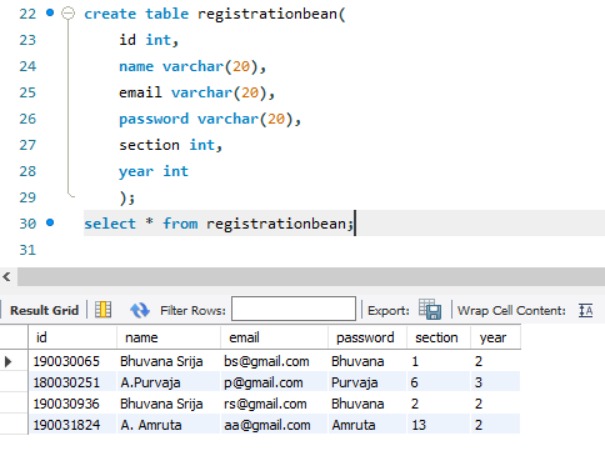 22 create table registrationbean(
23 id int,
24 name varchar(20),
25 email varchar(20),
26 password varchar(20),
27 section int,
28 year int
29 );
30 select * from registrationbean;
31
Result Grid Filter Rows: Export: Wrap Cell Content: IA
id name email password section year
190030065 Bhuvana Srija bs@gmail.com Bhuvana 1 2
180030251 A.Purvaja p@gmail.com Purvaja 6 3
190030936 Bhuvana Srija rs@gmail.com Bhuvana 2 2
190031824 A. Amruta aa@gmail.com Amruta 13 2